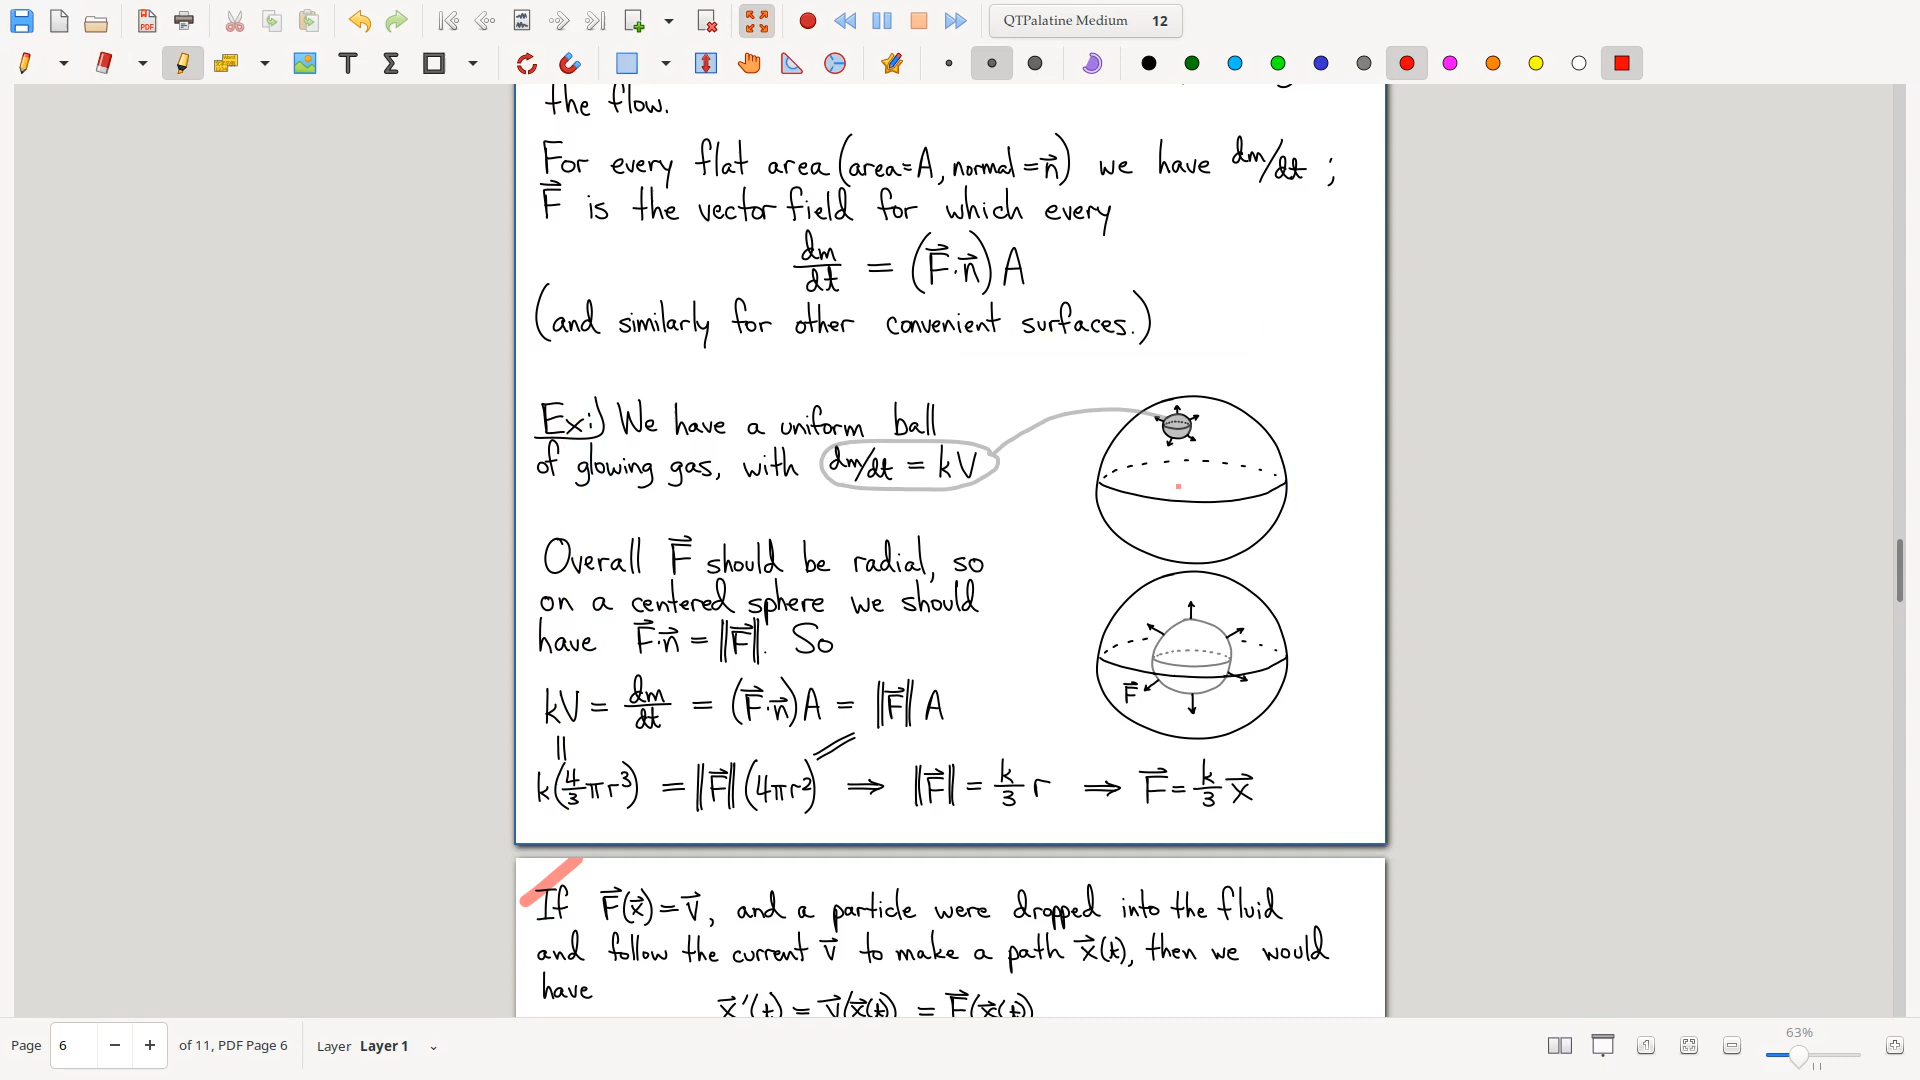 QTPalatine Medium 12
the flow.
For every flat area (area=A, normal=n⃗) we have dm/dt ;
F⃗ is the vector field for which every
dm/dt = (F⃗·n⃗) A
(and similarly for other convenient surfaces.)
Ex:) We have a uniform ball
of glowing gas, with dm/dt = kV
Overall F⃗ should be radial, so
on a centered sphere we should
have F⃗·n⃗ = ‖F⃗‖. So
F⃗
kV = dm/dt = (F⃗·n⃗)A = ‖F⃗‖ A
k(4/3 πr³) = ‖F⃗‖(4πr²) ⟹ ‖F⃗‖ = k/3 r ⟹ F⃗ = k/3 x⃗
If F⃗(x⃗) = v⃗, and a particle were dropped into the fluid
and follow the current v⃗ to make a path x⃗(t), then we would
have
x⃗'(t) = v⃗(x⃗(t)) = F⃗(x⃗(t))
Page 6 − + of 11, PDF Page 6 Layer Layer 1 63%